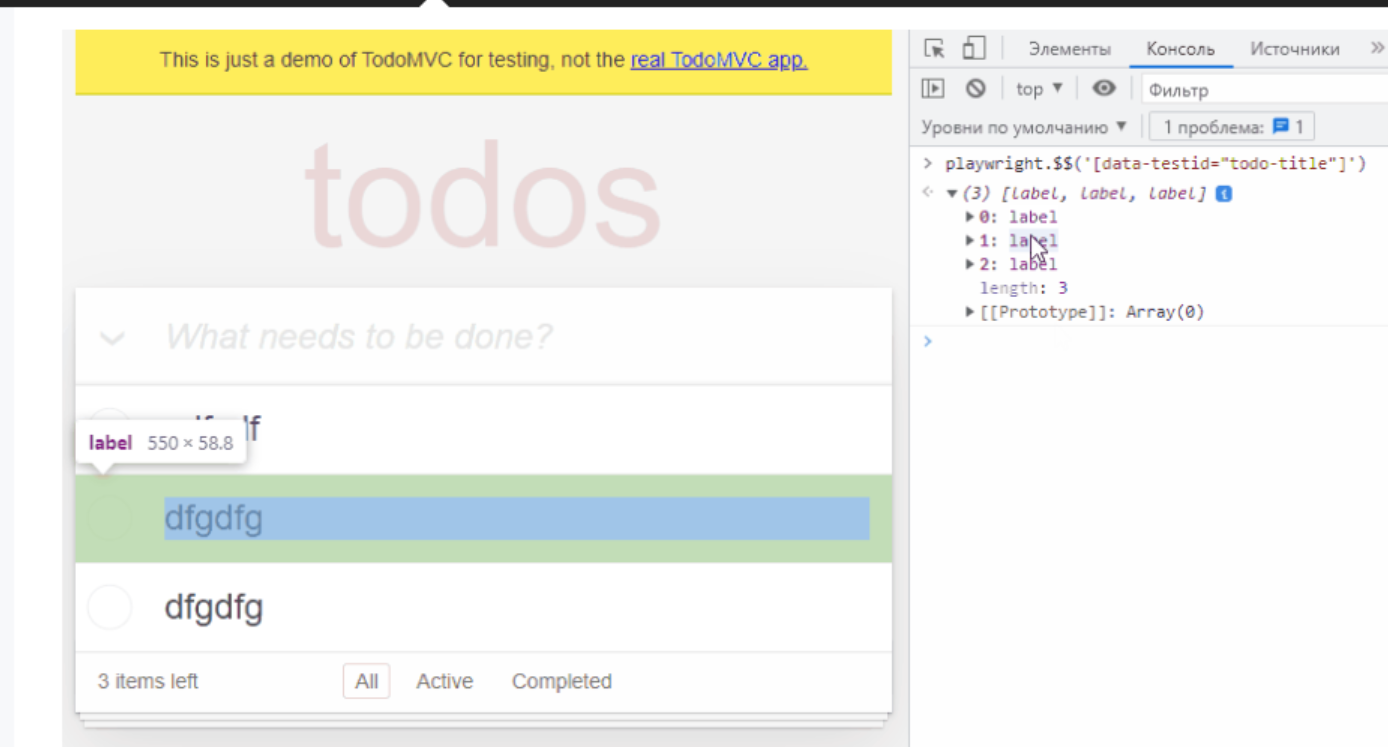 This is just a demo of TodoMVC for testing, not the real TodoMVC app.
todos
What needs to be done?
label 550 × 58.8
dfgdfg
dfgdfg
3 items left All Active Completed
Элементы Консоль Источники »
top ▼ Фильтр
Уровни по умолчанию ▼ 1 проблема: 1
> playwright.$$('[data-testid="todo-title"]')
(3) [label, label, label]
0: label
1: label
2: label
length: 3
[[Prototype]]: Array(0)
>